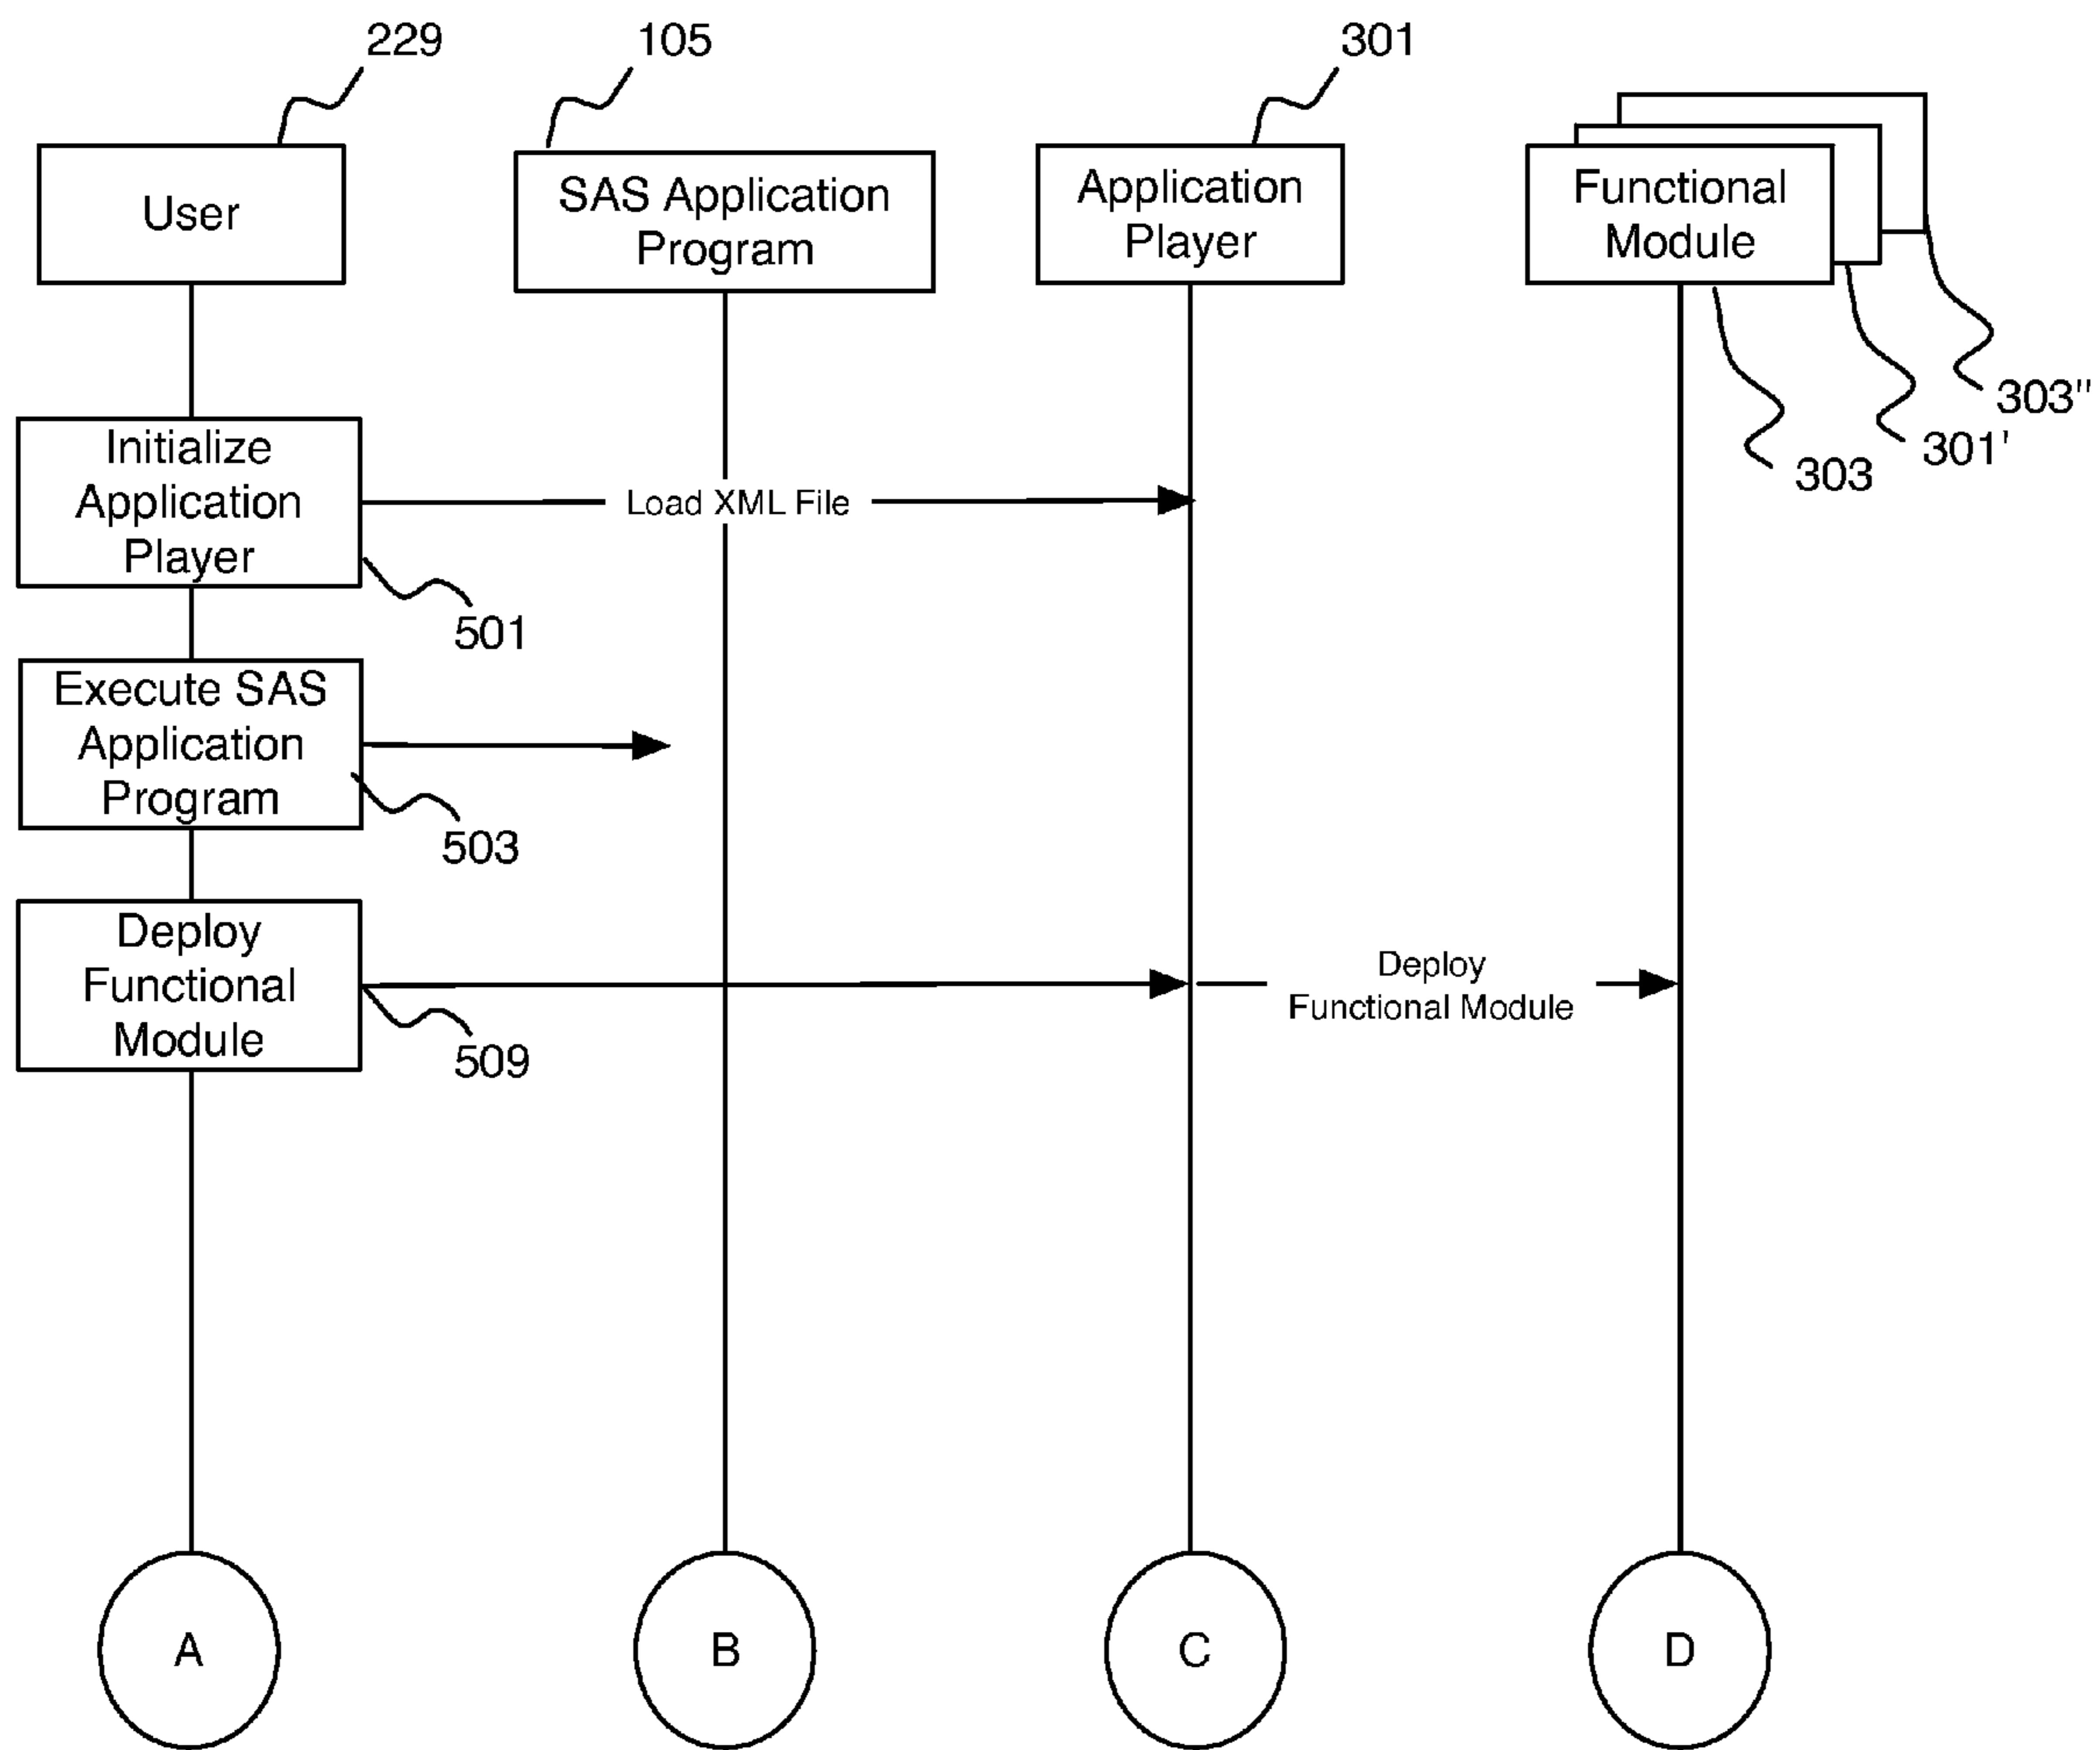 229
105
301
User
SAS Application
Program
Application
Player
Functional
Module
303"
301'
303
Initialize
Application
Player
Load XML File
501
Execute SAS
Application
Program
503
Deploy
Functional
Module
Deploy
Functional Module
509
A
B
C
D